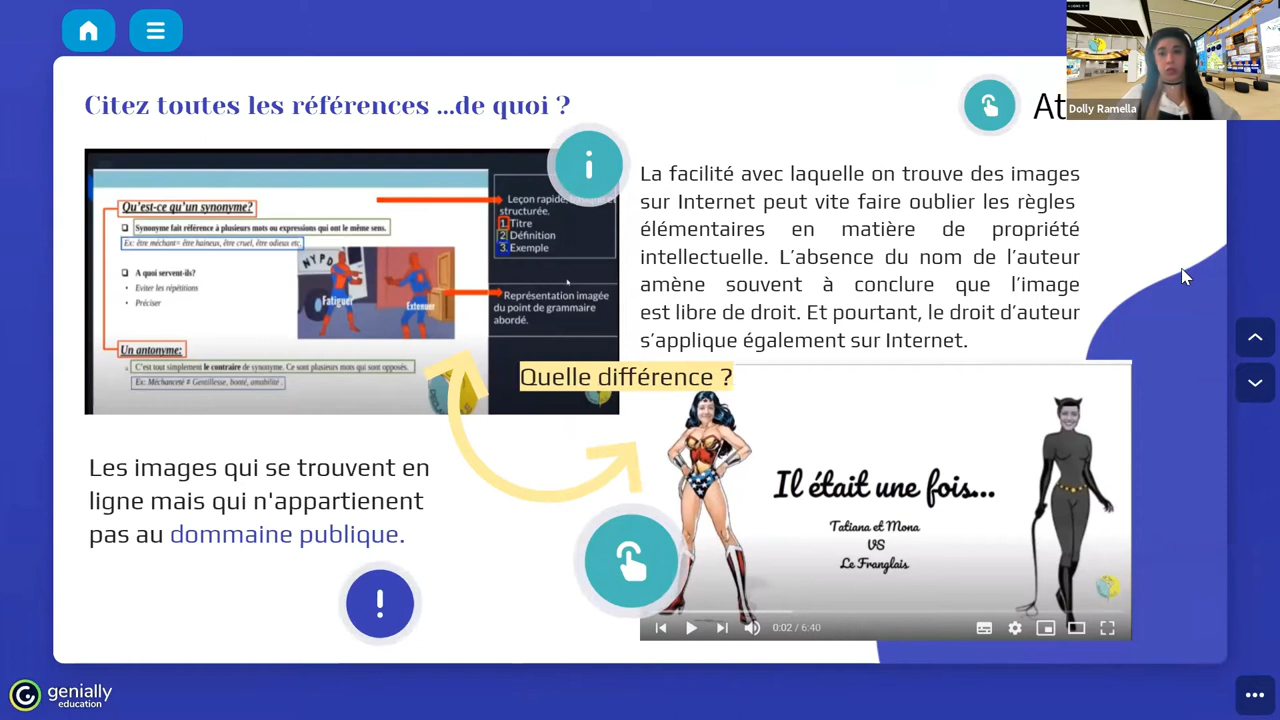 Citez toutes les références ...de quoi ?
At
Dolly Ramella
Qu'est-ce qu'un synonyme?
Synonyme fait référence à plusieurs mots ou expressions qui ont le même sens.
Ex: être méchant= être haineux, être cruel, être odieux etc.
A quoi servent-ils?
Eviter les répétitions
Préciser
NYPD
Fatiguer
Extenuer
Un antonyme:
C'est tout simplement le contraire de synonyme. Ce sont plusieurs mots qui sont opposés.
Ex: Méchanceté ≠ Gentillesse, bonté, amabilité .
Leçon rapide,
structurée.
1. Titre
2. Définition
3. Exemple
Représentation imagée
du point de grammaire
abordé.
La facilité avec laquelle on trouve des images
sur Internet peut vite faire oublier les règles
élémentaires en matière de propriété
intellectuelle. L'absence du nom de l'auteur
amène souvent à conclure que l'image
est libre de droit. Et pourtant, le droit d'auteur
s'applique également sur Internet.
Quelle différence ?
Les images qui se trouvent en
ligne mais qui n'appartienent
pas au dommaine publique.
Il était une fois...
Tatiana et Mona
VS
Le Franglais
0:02 / 6:40
genially
education